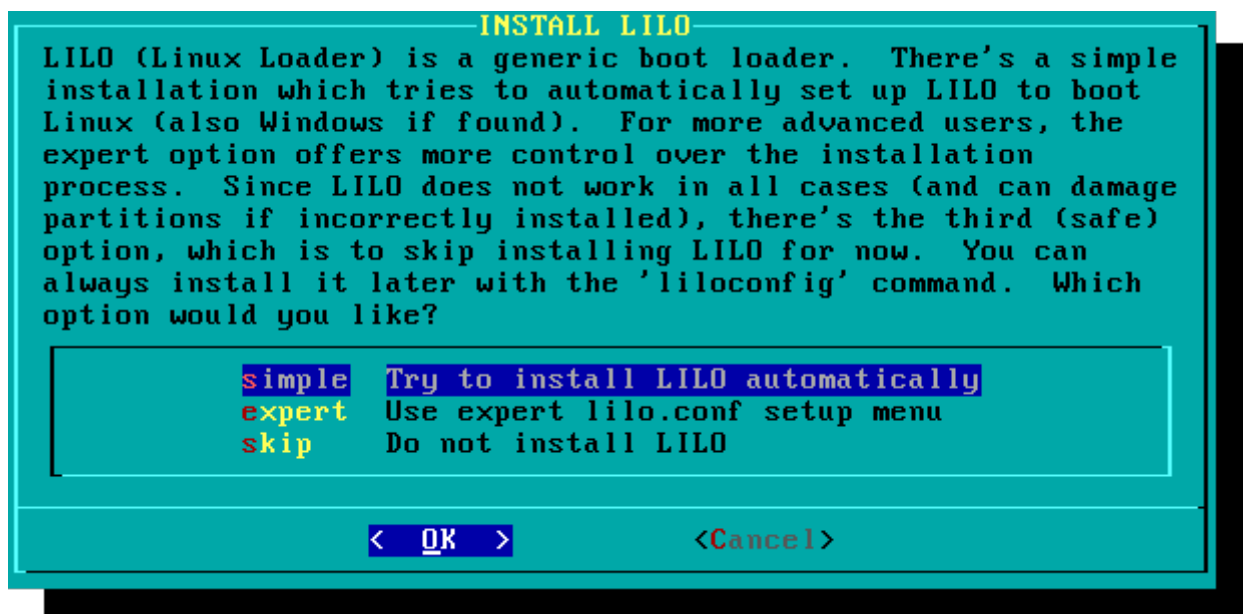 INSTALL LILO
LILO (Linux Loader) is a generic boot loader.  There's a simple
installation which tries to automatically set up LILO to boot
Linux (also Windows if found).  For more advanced users, the
expert option offers more control over the installation
process.  Since LILO does not work in all cases (and can damage
partitions if incorrectly installed), there's the third (safe)
option, which is to skip installing LILO for now.  You can
always install it later with the 'liloconfig' command.  Which
option would you like?
simple  Try to install LILO automatically
expert  Use expert lilo.conf setup menu
skip    Do not install LILO
<  OK  >          <Cancel>